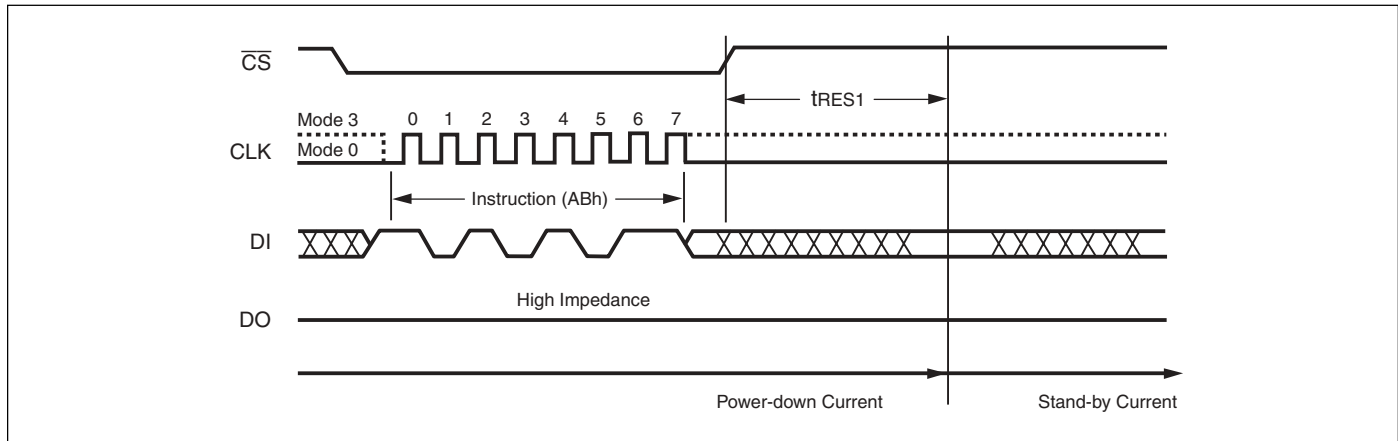 CS
tRES1
Mode 3
0 1 2 3 4 5 6 7
CLK
Mode 0
Instruction (ABh)
DI
High Impedance
DO
Power-down Current
Stand-by Current